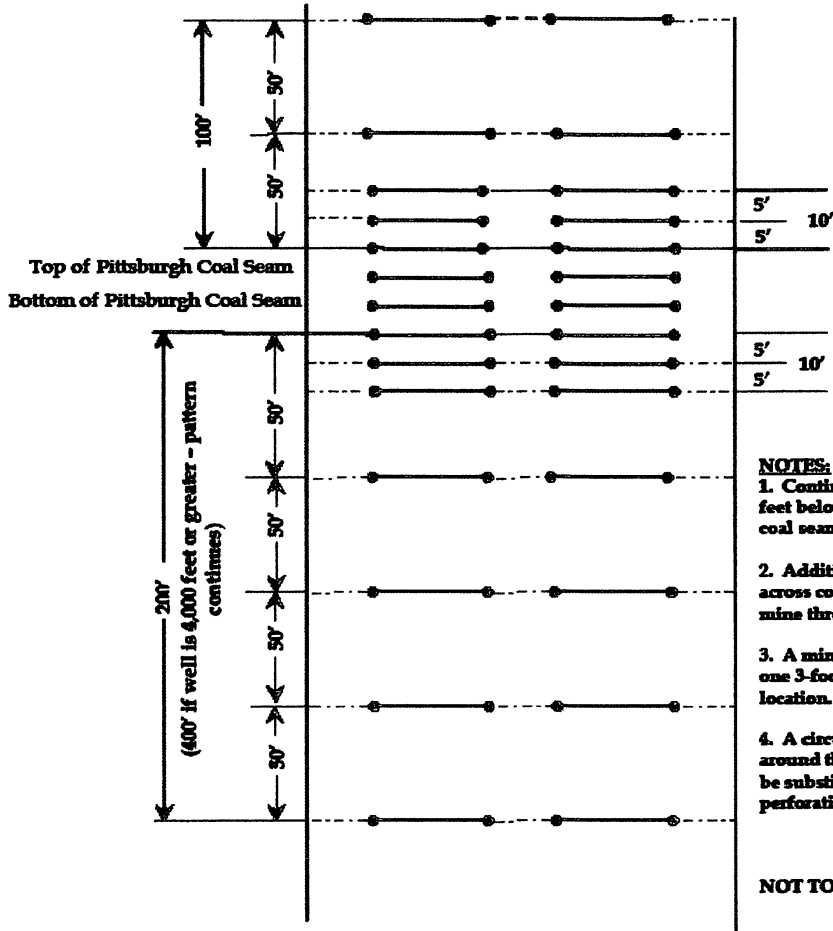 50'
100'
50'
5'
10'
5'
Top of Pittsburgh Coal Seam
Bottom of Pittsburgh Coal Seam
5'
10'
5'
50'
200'
(400' if well is 4,000 feet or greater – pattern
continues)
50'
50'
50'
NOTES:
1. Contin
feet belo
coal seam
2. Additi
across co
mine thr
3. A min
one 3-foo
location.
4. A circ
around th
be substi
perforati
NOT TO